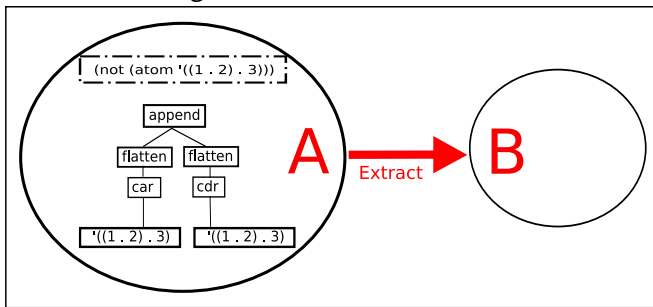 (not (atom '((1 . 2) . 3)))
append
flatten flatten
car cdr
'((1 . 2) . 3) '((1 . 2) . 3)
A
Extract
B